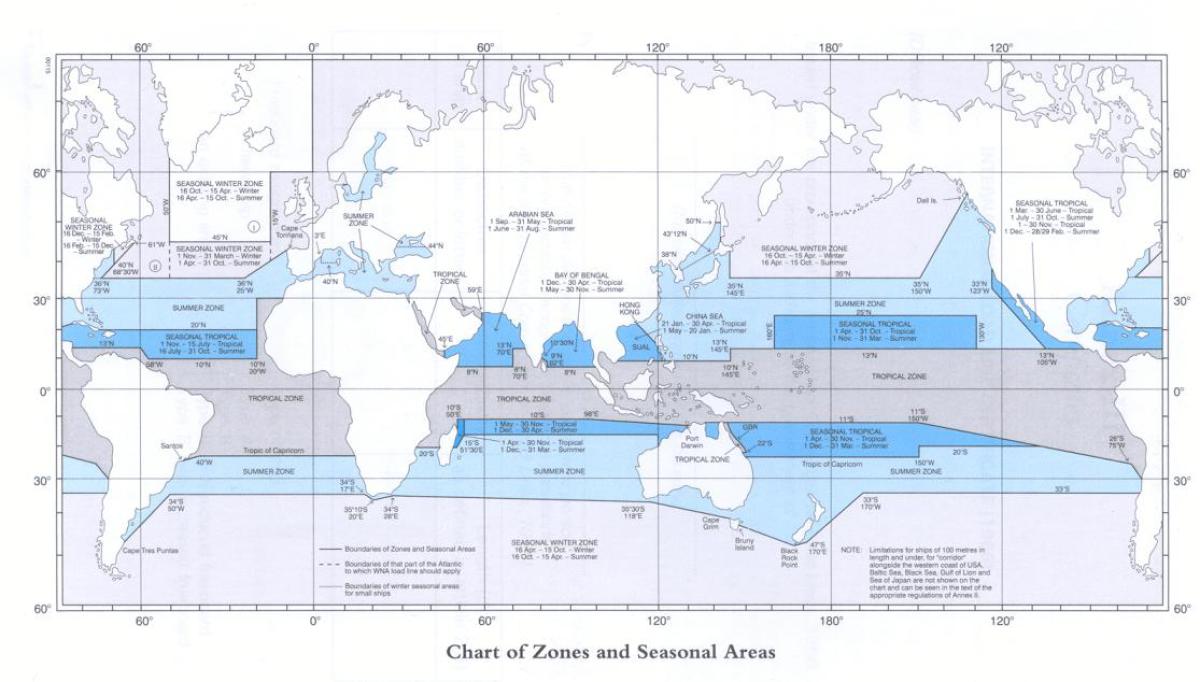 60°
0°
60°
120°
180°
120°
60°
60°
SEASONAL WINTER ZONE
16 Oct. – 15 Apr. – Winter
16 Apr. – 15 Oct. – Summer
50°W
15°W
I
45°N
SEASONAL WINTER ZONE
1 Nov. – 31 March – Winter
1 Apr. – 31 Oct. – Summer
II
SEASONAL
WINTER ZONE
16 Dec. – 15 Feb.
– Winter
16 Feb. – 15 Dec.
– Summer
61°W
40°N
68°30'W
36°N
73°W
36°N
25°W
Cape
Torinana
3°E
SUMMER
ZONE
44°N
40°N
ARABIAN SEA
1 Sep. – 31 May – Tropical
1 June – 31 Aug. – Summer
BAY OF BENGAL
1 Dec. – 30 Apr. – Tropical
1 May – 30 Nov. – Summer
50°N
43°12'N
38°N
SEASONAL WINTER ZONE
16 Oct. – 15 Apr. – Winter
16 Apr. – 15 Oct. – Summer
Dall Is.
SEASONAL TROPICAL
1 Mar. – 30 June – Tropical
1 July – 31 Oct. – Summer
1 – 30 Nov. – Tropical
1 Dec. – 28/29 Feb. – Summer
35°N
35°N
145°E
35°N
150°W
33°N
123°W
30°
30°
SUMMER ZONE
20°N
SEASONAL TROPICAL
1 Nov. – 15 July – Tropical
16 July – 31 Oct. – Summer
13°N
58°W
10°N
10°N
20°W
TROPICAL
ZONE
59°E
45°E
13°N
70°E
8°N
8°N
70°E
10°30'N
9°N
82°E
8°N
HONG
KONG
CHINA SEA
21 Jan. – 30 Apr. – Tropical
1 May – 20 Jan. – Summer
SUAL
10°N
13°N
145°E
10°N
145°E
SUMMER ZONE
25°N
160°E
SEASONAL TROPICAL
1 Apr. – 31 Oct. – Tropical
1 Nov. – 31 Mar. – Summer
130°W
13°N
13°N
105°W
TROPICAL ZONE
0°
0°
TROPICAL ZONE
TROPICAL ZONE
10°S
50°E
10°S
98°E
1 May – 30 Nov. – Tropical
1 Dec. – 30 Apr. – Summer
15°S
51°30'E
1 Apr. – 30 Nov. – Tropical
1 Dec. – 31 Mar. – Summer
20°S
Port
Darwin
GBR
22°S
TROPICAL ZONE
11°S
11°S
150°W
SEASONAL TROPICAL
1 Apr. – 30 Nov. – Tropical
1 Dec. – 31 Mar. – Summer
20°S
Tropic of Capricorn
150°W
SUMMER ZONE
26°S
75°W
Santos
40°W
Tropic of Capricorn
SUMMER ZONE
SUMMER ZONE
30°
30°
34°S
50°W
34°S
17°E
35°10'S
20°E
34°S
28°E
35°30'S
118°E
33°S
170°W
33°S
Cape
Grim
Bruny
Island
Black
Rock
Point
47°S
170°E
Cape Tres Puntas
SEASONAL WINTER ZONE
16 Apr. – 15 Oct. – Winter
16 Oct. – 15 Apr. – Summer
Boundaries of Zones and Seasonal Areas
Boundaries of that part of the Atlantic
to which WNA load line should apply
Boundaries of winter seasonal areas
for small ships
NOTE: Limitations for ships of 100 metres in
length and under, for "corridor"
alongside the western coast of USA,
Baltic Sea, Black Sea, Gulf of Lion and
Sea of Japan are not shown on the
chart and can be seen in the text of the
appropriate regulations of Annex II.
60°
60°
60°
0°
60°
120°
180°
120°
Chart of Zones and Seasonal Areas